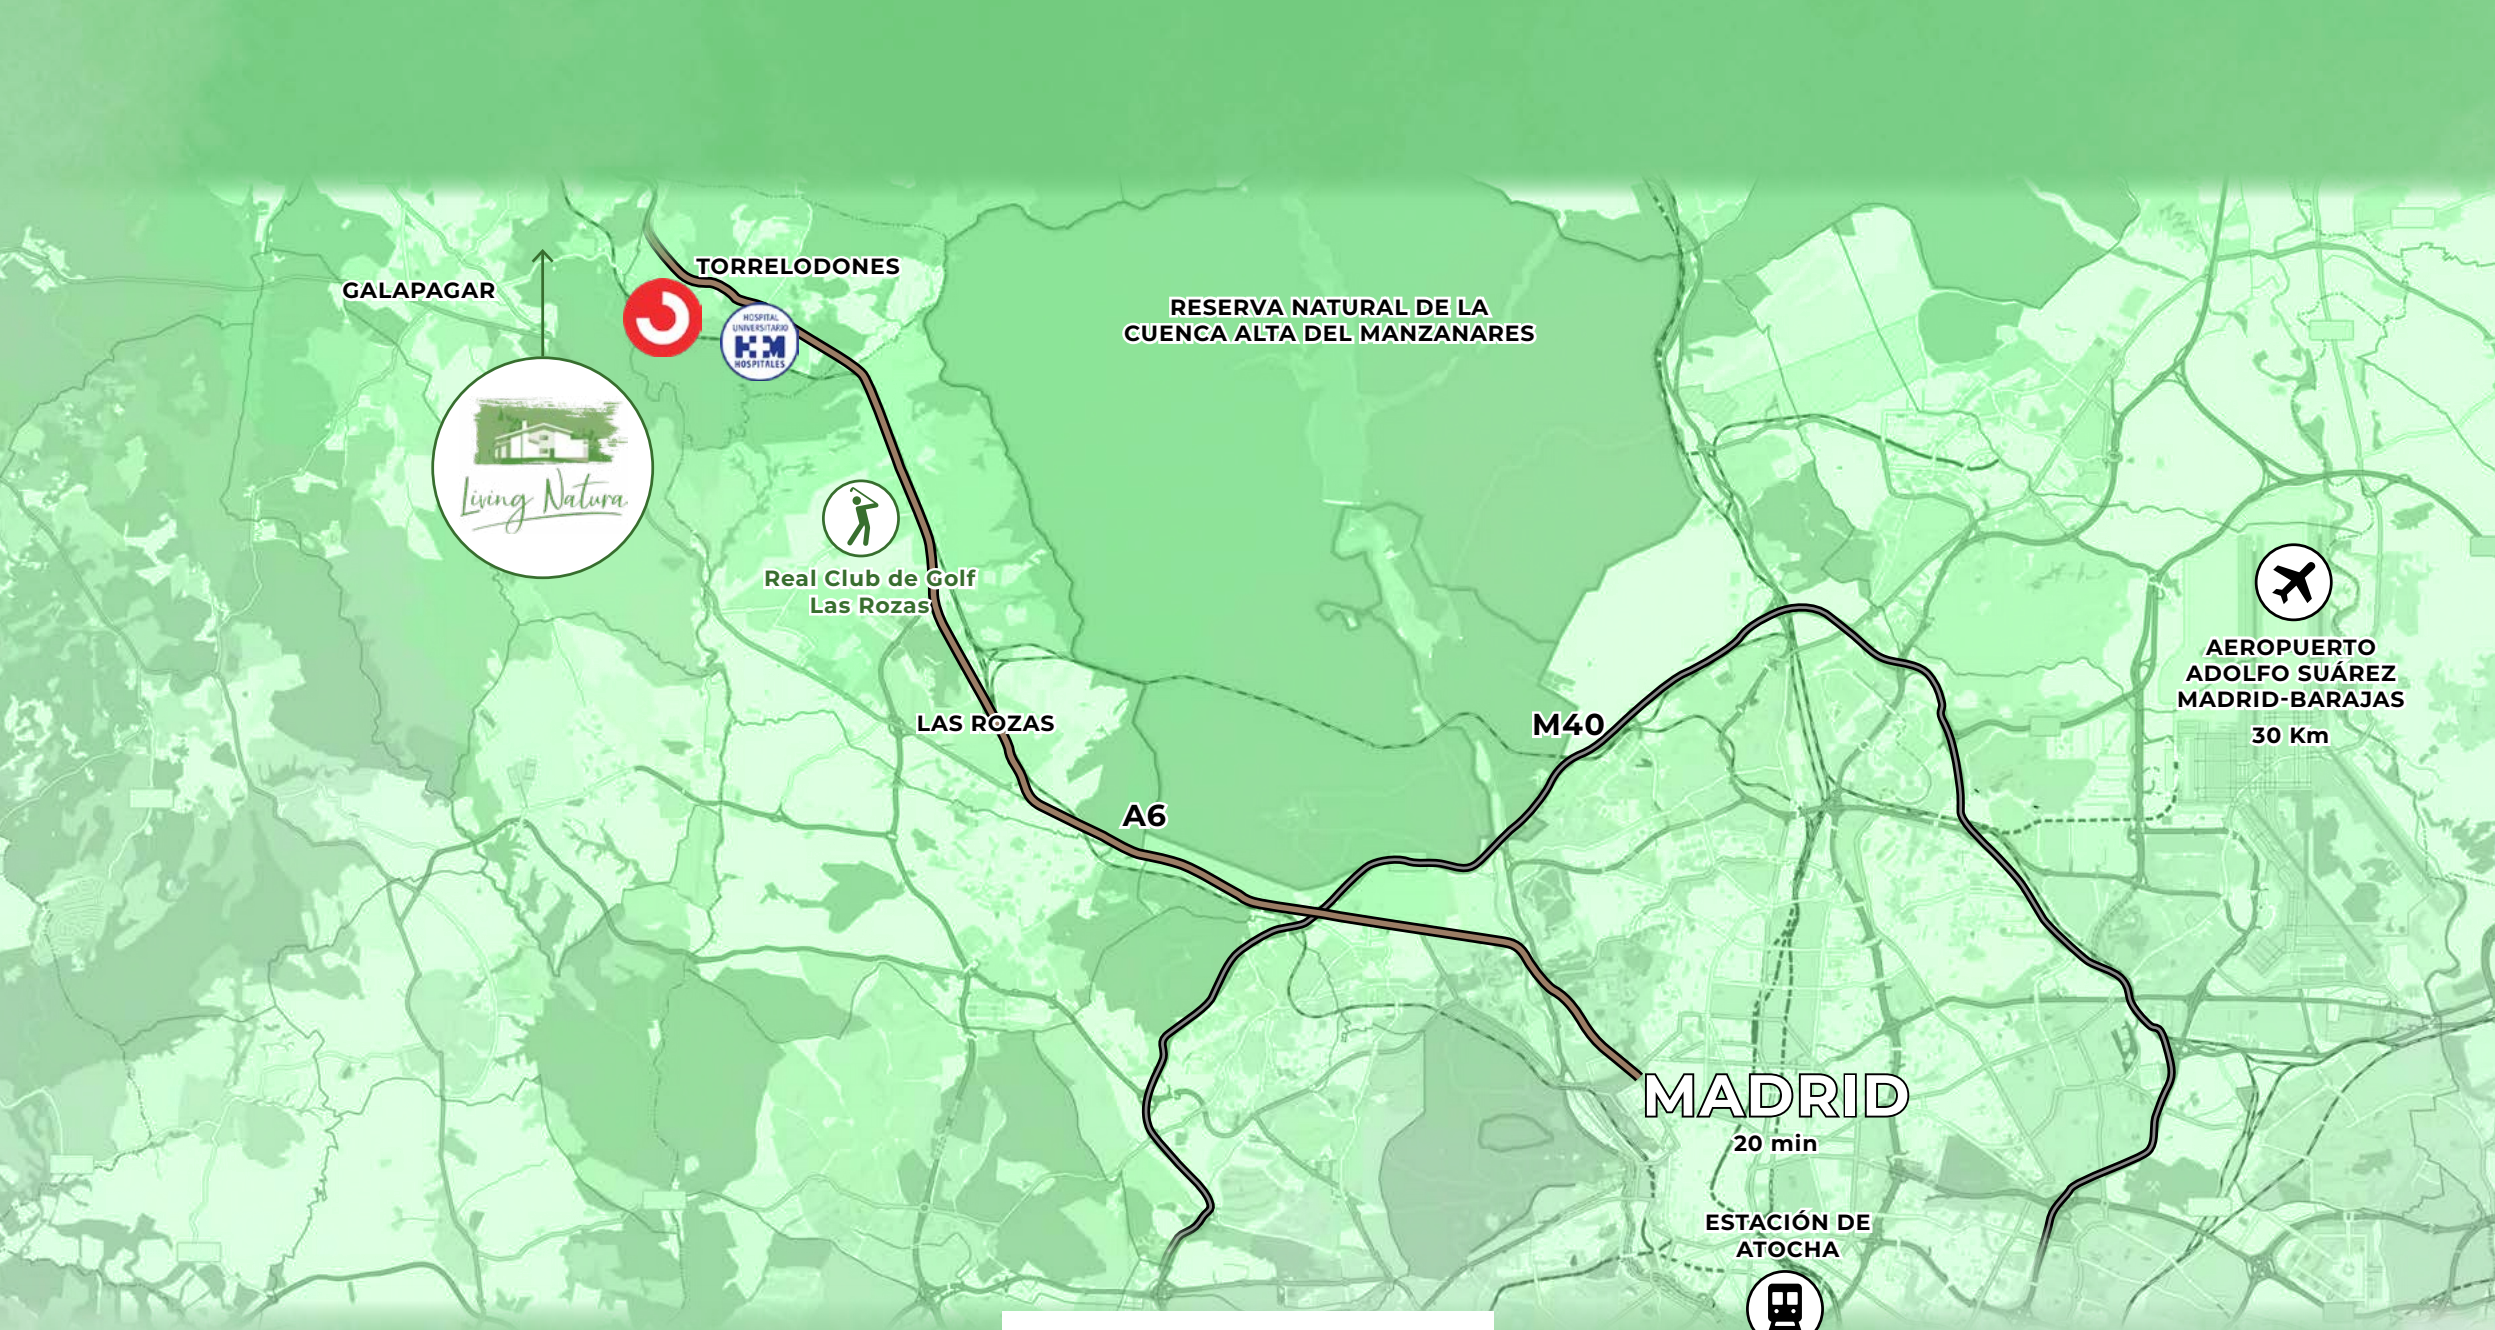 TORRELODONES
GALAPAGAR
HOSPITAL
UNIVERSITARIO
HM
HOSPITALES
RESERVA NATURAL DE LA
CUENCA ALTA DEL MANZANARES
Living Natura
Real Club de Golf
Las Rozas
AEROPUERTO
ADOLFO SUÁREZ
MADRID-BARAJAS
30 Km
LAS ROZAS
M40
A6
MADRID
20 min
ESTACIÓN DE
ATOCHA